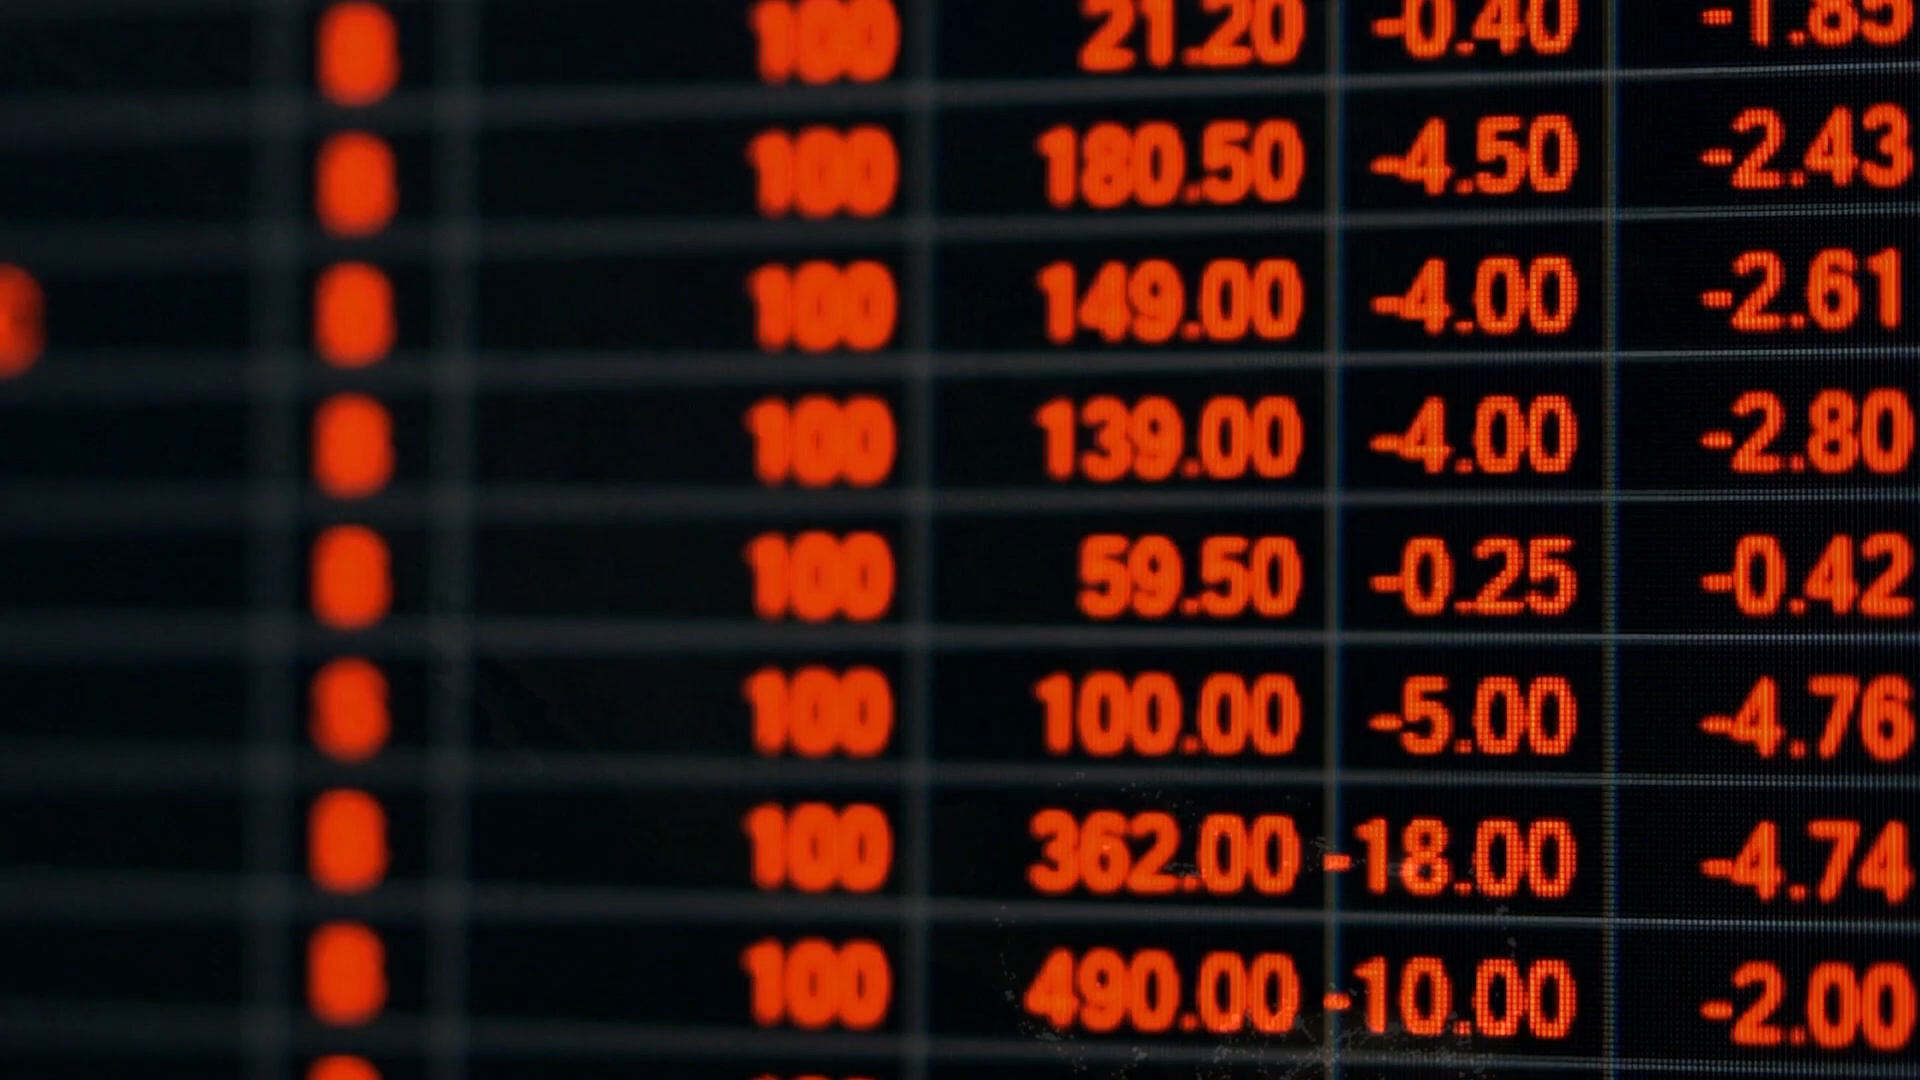 100 21.20 -0.40 -1.85
100 180.50 -4.50 -2.43
100 149.00 -4.00 -2.61
100 139.00 -4.00 -2.80
100 59.50 -0.25 -0.42
100 100.00 -5.00 -4.76
100 362.00 -18.00 -4.74
100 490.00 -10.00 -2.00